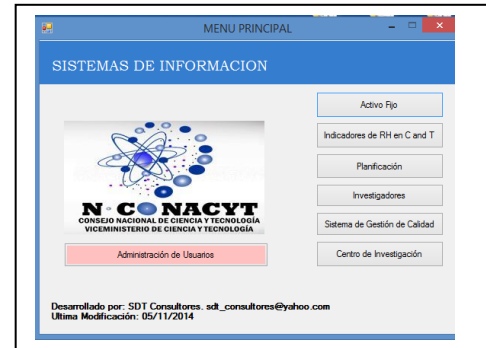 MENU PRINCIPAL
SISTEMAS DE INFORMACION
Activo Fijo
Indicadores de RH en C and T
Planificación
Investigadores
Sistema de Gestión de Calidad
Centro de Investigación
N CONACYT
CONSEJO NACIONAL DE CIENCIA Y TECNOLOGÍA
VICEMINISTERIO DE CIENCIA Y TECNOLOGÍA
Administración de Usuarios
Desarrollado por: SDT Consultores. sdt_consultores@yahoo.com
Ultima Modificación: 05/11/2014